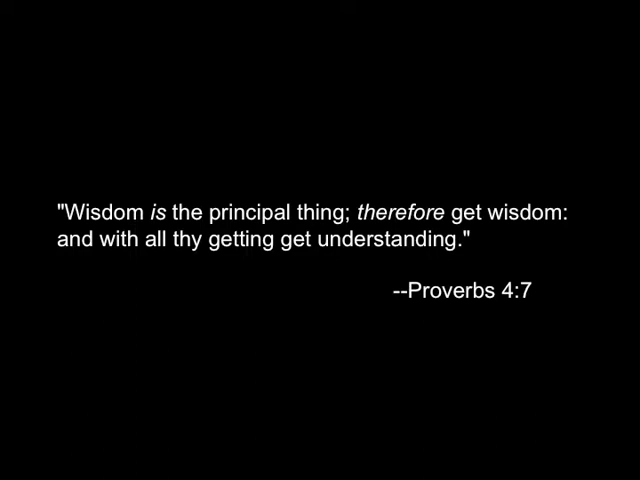 "Wisdom is the principal thing; therefore get wisdom:
and with all thy getting get understanding."
--Proverbs 4:7